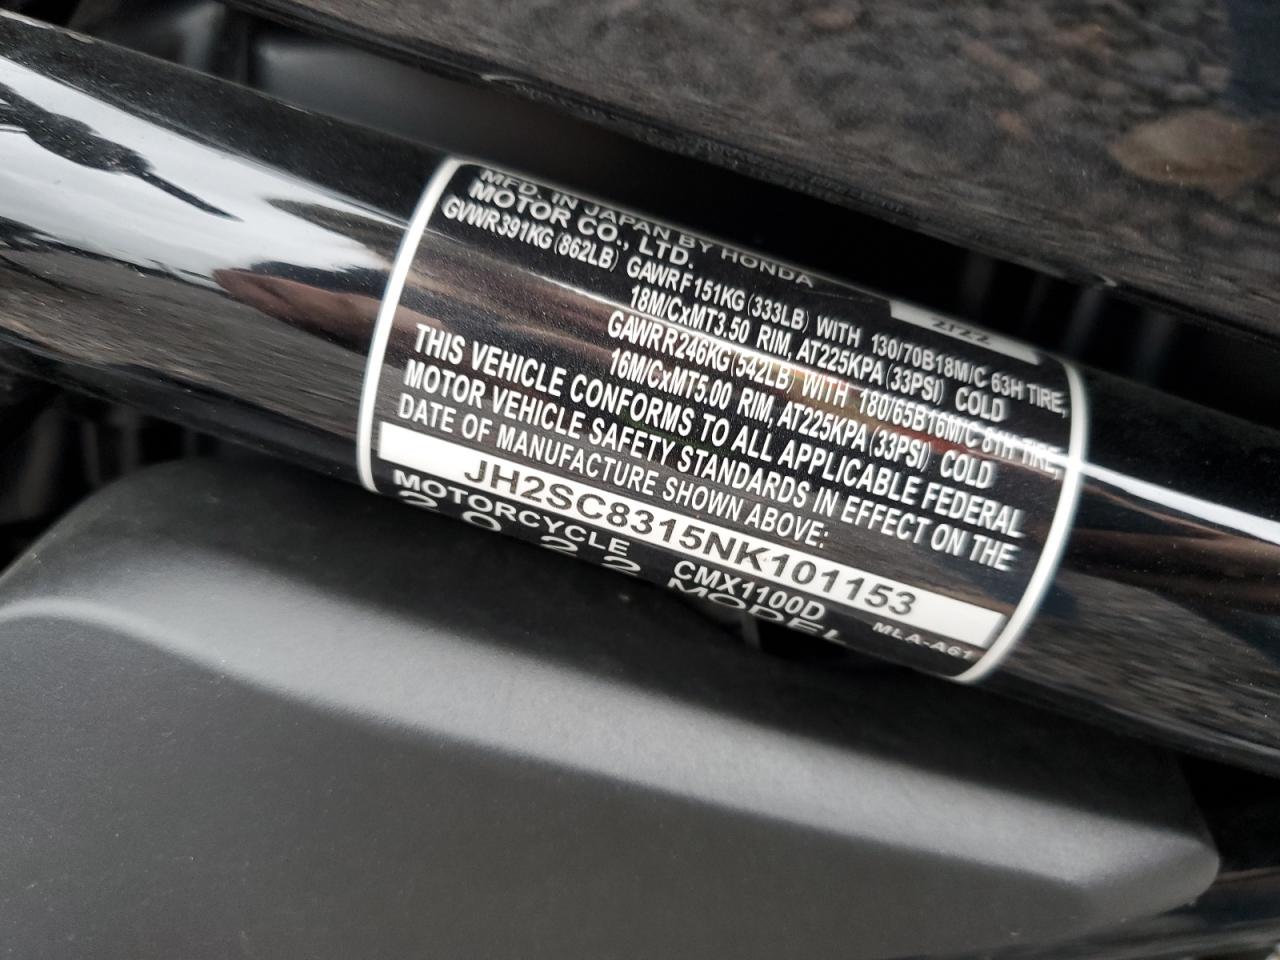 MFD. IN JAPAN BY HONDA
MOTOR CO., LTD.
GVWR391KG (862LB) GAWR F151KG (333LB) WITH 130/70B18M/C 63H TIRE,
18M/CxMT3.50 RIM, AT225KPA (33PSI) COLD
GAWR R246KG (542LB) WITH 180/65B16M/C 81H TIRE,
16M/CxMT5.00 RIM, AT225KPA (33PSI) COLD
THIS VEHICLE CONFORMS TO ALL APPLICABLE FEDERAL
MOTOR VEHICLE SAFETY STANDARDS IN EFFECT ON THE
DATE OF MANUFACTURE SHOWN ABOVE:
JH2SC8315NK101153
MOTORCYCLE CMX1100D
2022 MODEL MLA-A61